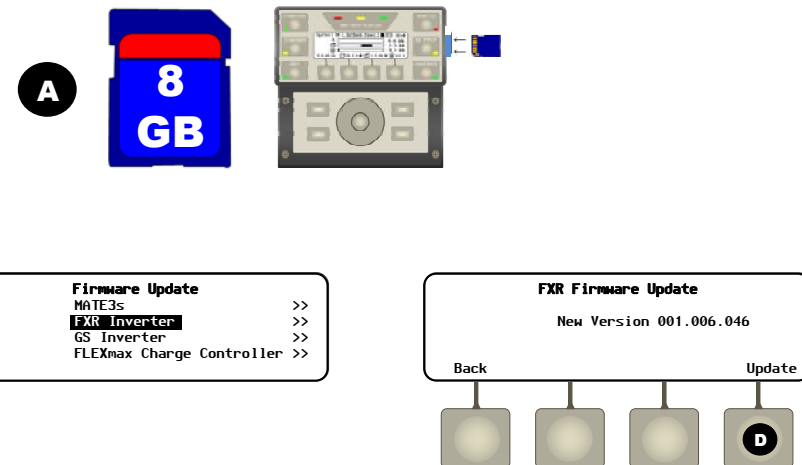 A
8
GB
Firmware Update
MATE3s >>
FXR Inverter >>
GS Inverter >>
FLEXmax Charge Controller >>
FXR Firmware Update
New Version 001.006.046
Back Update
D